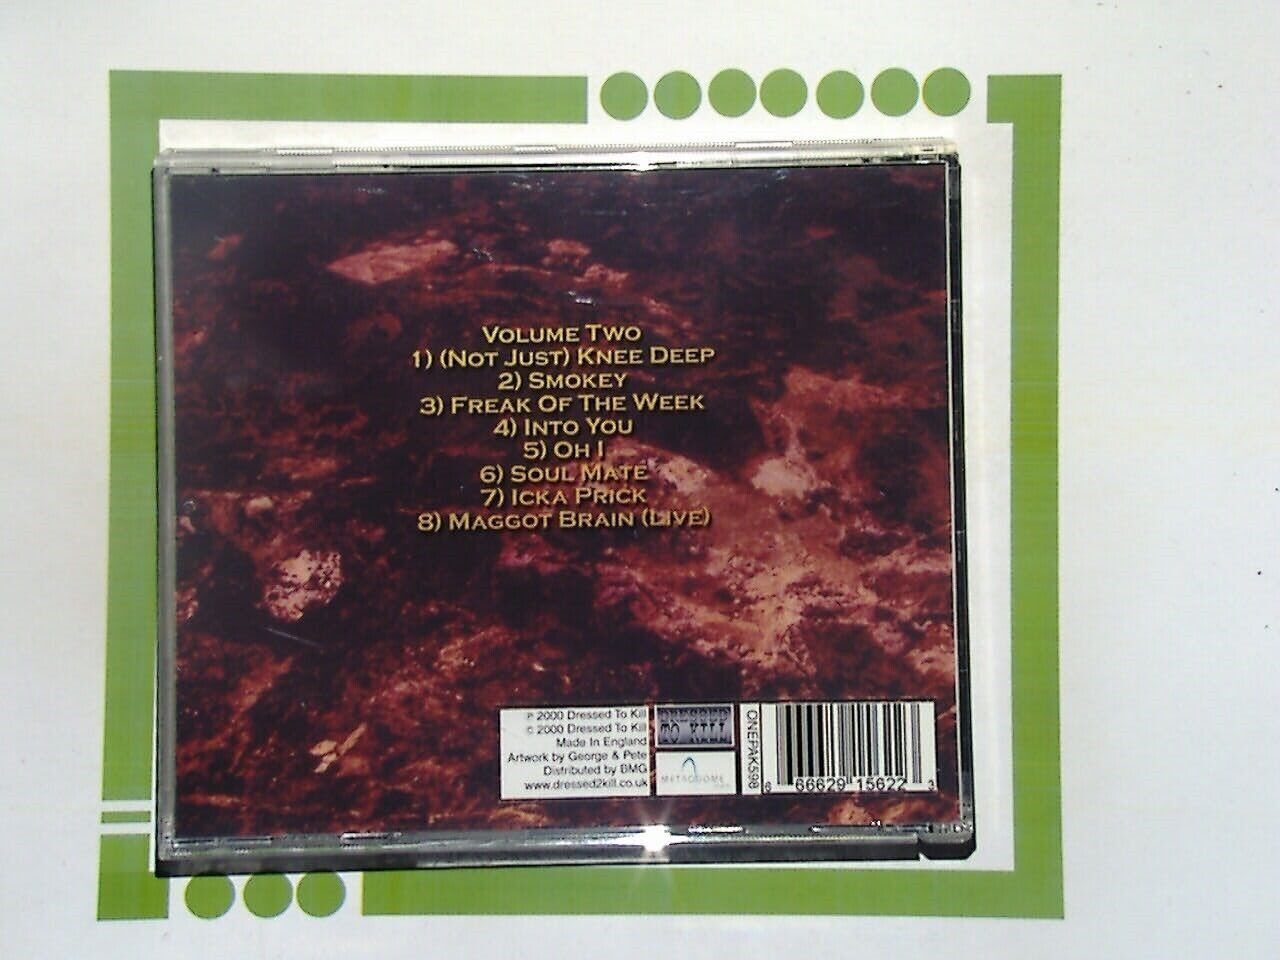 VOLUME TWO
1) (NOT JUST) KNEE DEEP
2) SMOKEY
3) FREAK OF THE WEEK
4) INTO YOU
5) OH I
6) SOUL MATE
7) ICKA PRICK
8) MAGGOT BRAIN (LIVE)
℗ 2000 Dressed To Kill
© 2000 Dressed To Kill
Made In England
Artwork by George & Pete
Distributed by BMG
www.dressed2kill.co.uk
DRESSED
TO KILL
METRODOME
ONEPAK598
6 66629 15622 3